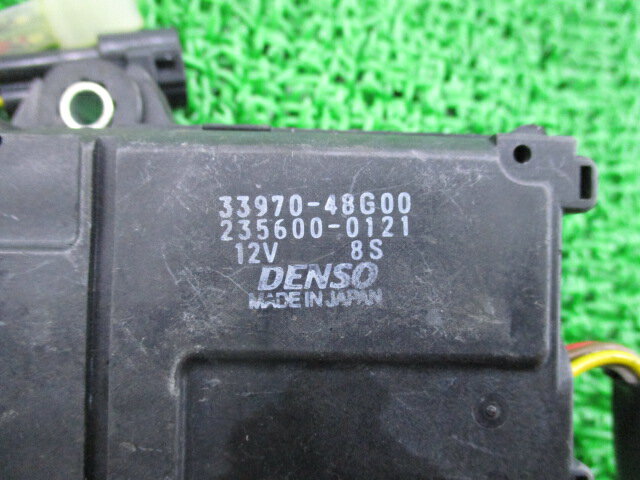 33970-48G00
235600-0121
12V 8S
DENSO
MADE IN JAPAN